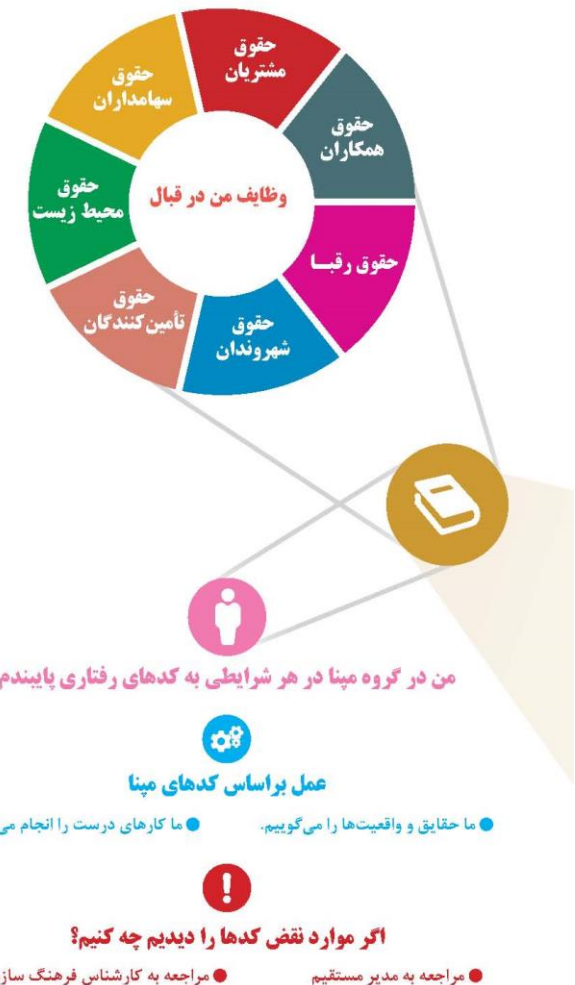 حقوق
مشتریان
حقوق
همکاران
حقوق رقبـا
حقوق
شهروندان
حقوق
تأمین‌کنندگان
حقوق
محیط زیست
حقوق
سهامداران
وظایف من در قبال
من در گروه مپنا در هر شرایطی به کدهای رفتاری پایبندم
عمل براساس کدهای مپنا
● ما حقایق و واقعیت‌ها را می‌گوییم. ● ما کارهای درست را انجام می
اگر موارد نقض کدها را دیدیم چه کنیم؟
● مراجعه به مدیر مستقیم ● مراجعه به کارشناس فرهنگ